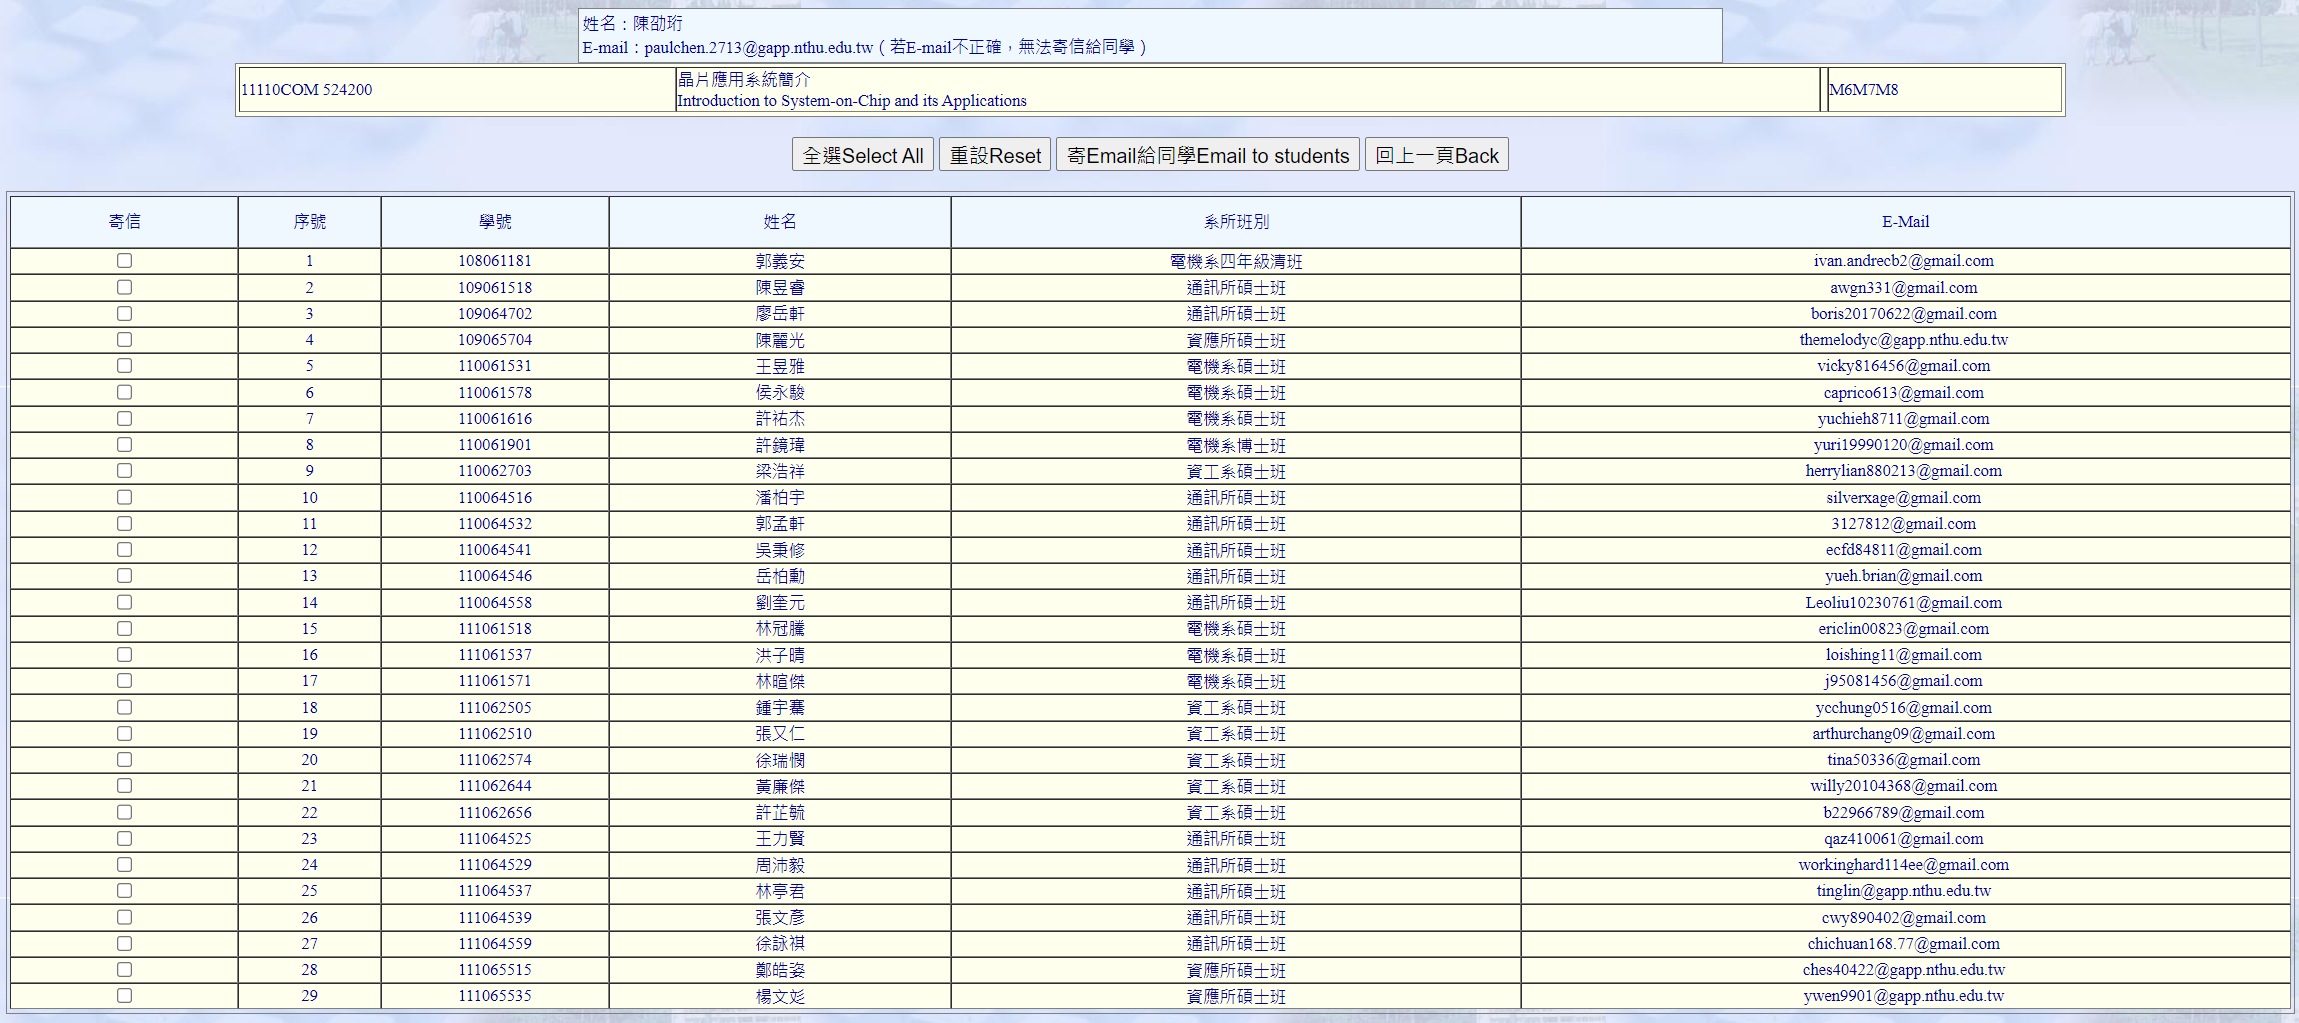 姓名：陳劭珩
E-mail：paulchen.2713@gapp.nthu.edu.tw（若E-mail不正確，無法寄信給同學）
11110COM 524200
晶片應用系統簡介
Introduction to System-on-Chip and its Applications
M6M7M8
全選Select All 重設Reset 寄Email給同學Email to students 回上一頁Back
寄信 序號 學號 姓名 系所班別 E-Mail
1 108061181 郭義安 電機系四年級清班 ivan.andrecb2@gmail.com
2 109061518 陳昱睿 通訊所碩士班 awgn331@gmail.com
3 109064702 廖岳軒 通訊所碩士班 boris20170622@gmail.com
4 109065704 陳麗光 資應所碩士班 themelodyc@gapp.nthu.edu.tw
5 110061531 王昱雅 電機系碩士班 vicky816456@gmail.com
6 110061578 侯永駿 電機系碩士班 caprico613@gmail.com
7 110061616 許祐杰 電機系碩士班 yuchieh8711@gmail.com
8 110061901 許鏡瑋 電機系博士班 yuri19990120@gmail.com
9 110062703 梁浩祥 資工系碩士班 herrylian880213@gmail.com
10 110064516 潘柏宇 通訊所碩士班 silverxage@gmail.com
11 110064532 郭孟軒 通訊所碩士班 3127812@gmail.com
12 110064541 吳秉修 通訊所碩士班 ecfd84811@gmail.com
13 110064546 岳柏勳 通訊所碩士班 yueh.brian@gmail.com
14 110064558 劉奎元 通訊所碩士班 Leoliu10230761@gmail.com
15 111061518 林冠騰 電機系碩士班 ericlin00823@gmail.com
16 111061537 洪子晴 電機系碩士班 loishing11@gmail.com
17 111061571 林暄傑 電機系碩士班 j95081456@gmail.com
18 111062505 鍾宇騫 資工系碩士班 ycchung0516@gmail.com
19 111062510 張又仁 資工系碩士班 arthurchang09@gmail.com
20 111062574 徐瑞憫 資工系碩士班 tina50336@gmail.com
21 111062644 黃廉傑 資工系碩士班 willy20104368@gmail.com
22 111062656 許芷毓 資工系碩士班 b22966789@gmail.com
23 111064525 王力賢 通訊所碩士班 qaz410061@gmail.com
24 111064529 周沛毅 通訊所碩士班 workinghard114ee@gmail.com
25 111064537 林亭君 通訊所碩士班 tinglin@gapp.nthu.edu.tw
26 111064539 張文彥 通訊所碩士班 cwy890402@gmail.com
27 111064559 徐詠祺 通訊所碩士班 chichuan168.77@gmail.com
28 111065515 鄭皓姿 資應所碩士班 ches40422@gapp.nthu.edu.tw
29 111065535 楊文彣 資應所碩士班 ywen9901@gapp.nthu.edu.tw